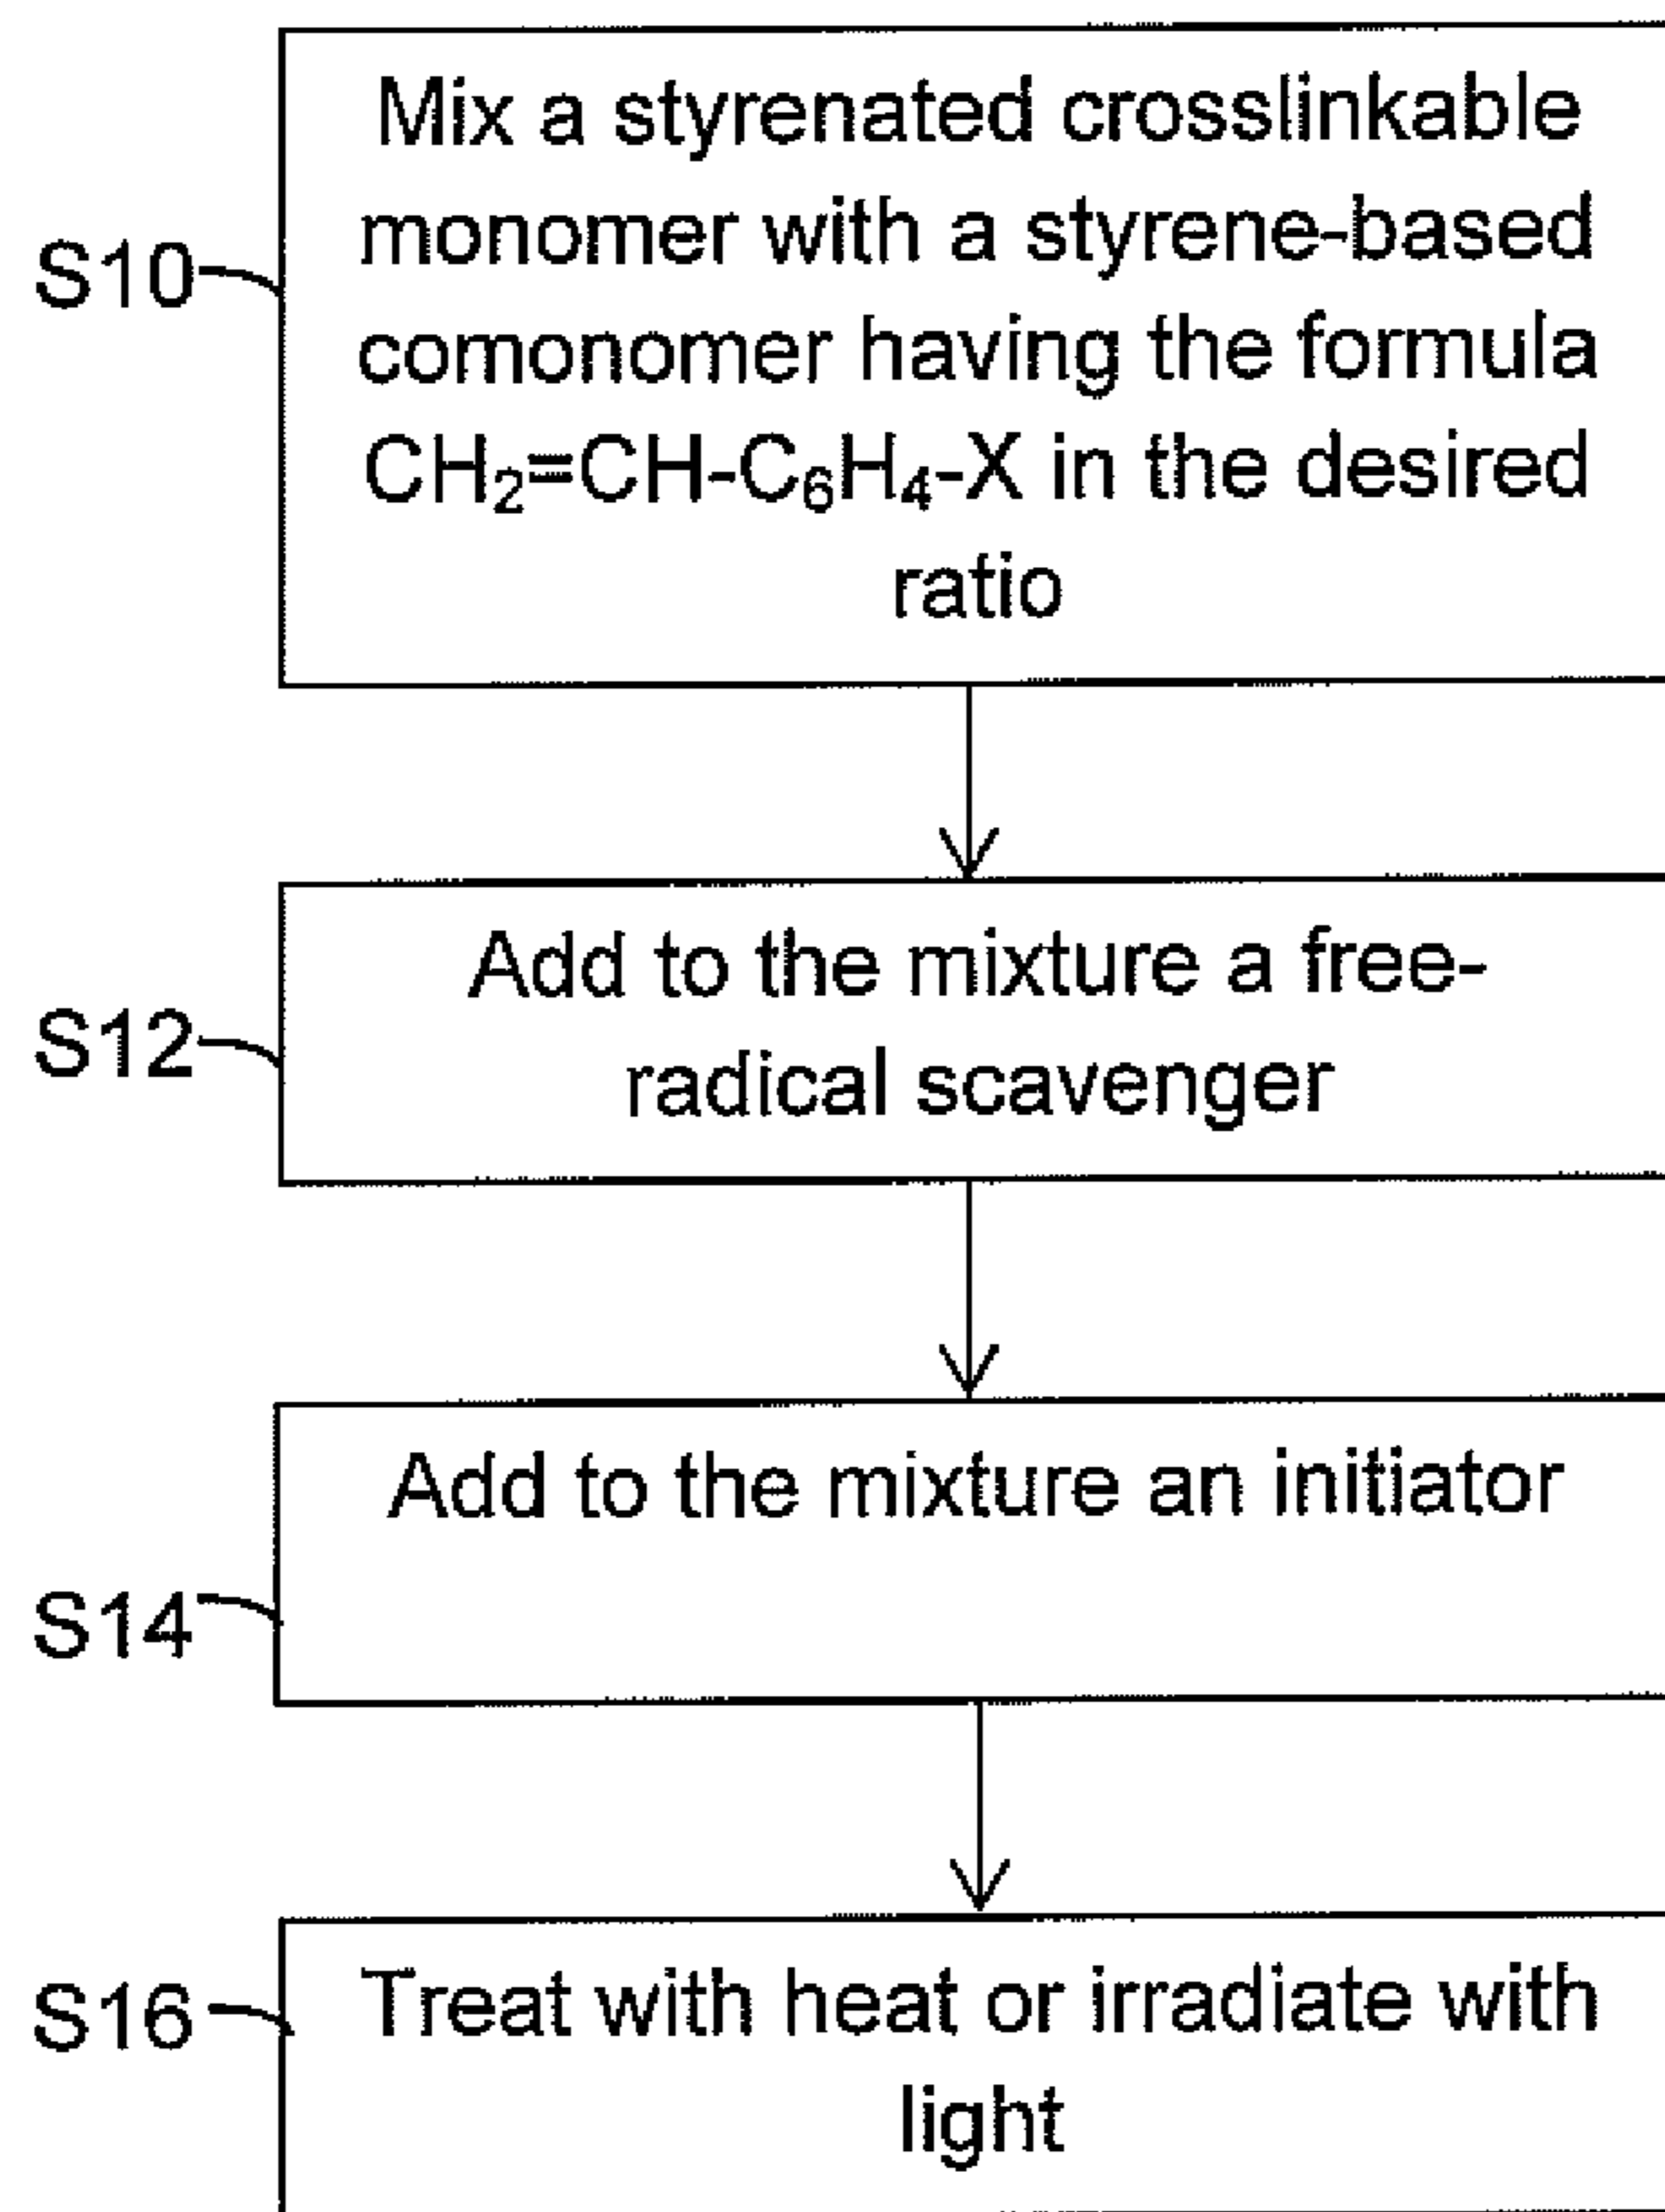 Mix a styrenated crosslinkable
monomer with a styrene-based
S10
comonomer having the formula
CH₂=CH-C₆H₄-X in the desired
ratio
Add to the mixture a free-
S12
radical scavenger
Add to the mixture an initiator
S14
S16
Treat with heat or irradiate with
light